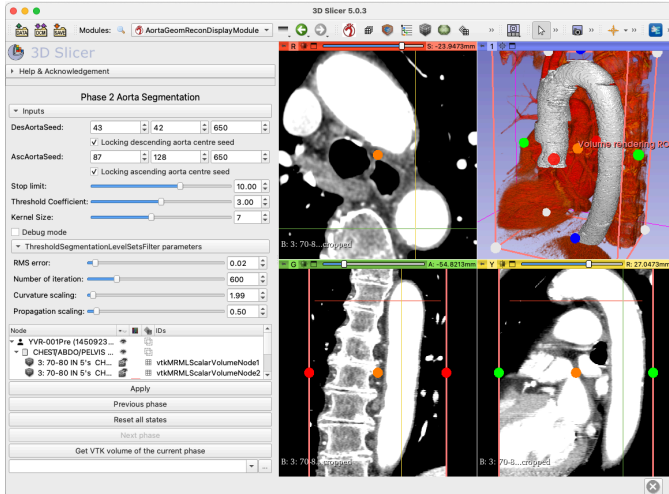 3D Slicer 5.0.3
DATA DCM SAVE Modules: AortaGeomReconDisplayModule
3D Slicer
Help & Acknowledgement
Phase 2 Aorta Segmentation
Inputs
DesAortaSeed: 43 42 650
Locking descending aorta centre seed
AscAortaSeed: 87 128 650
Locking ascending aorta centre seed
Stop limit: 10.00
Threshold Coefficient: 3.00
Kernel Size: 7
Debug mode
ThresholdSegmentationLevelSetsFilter parameters
RMS error: 0.02
Number of iteration: 600
Curvature scaling: 1.99
Propagation scaling: 0.50
Node IDs
YVR-001Pre (1450923...
CHEST/ABDO/PELVIS ...
3: 70-80 IN 5's CH... vtkMRMLScalarVolumeNode1
3: 70-80 IN 5's CH... vtkMRMLScalarVolumeNode2
Apply
Previous phase
Reset all states
Next phase
Get VTK volume of the current phase
...
R S: -23.9473mm
B: 3: 70-8...cropped
1
Volume rendering RO
G A: -54.8213mm
B: 3: 70-8...cropped
Y R: 27.0473mm
B: 3: 70-8...cropped